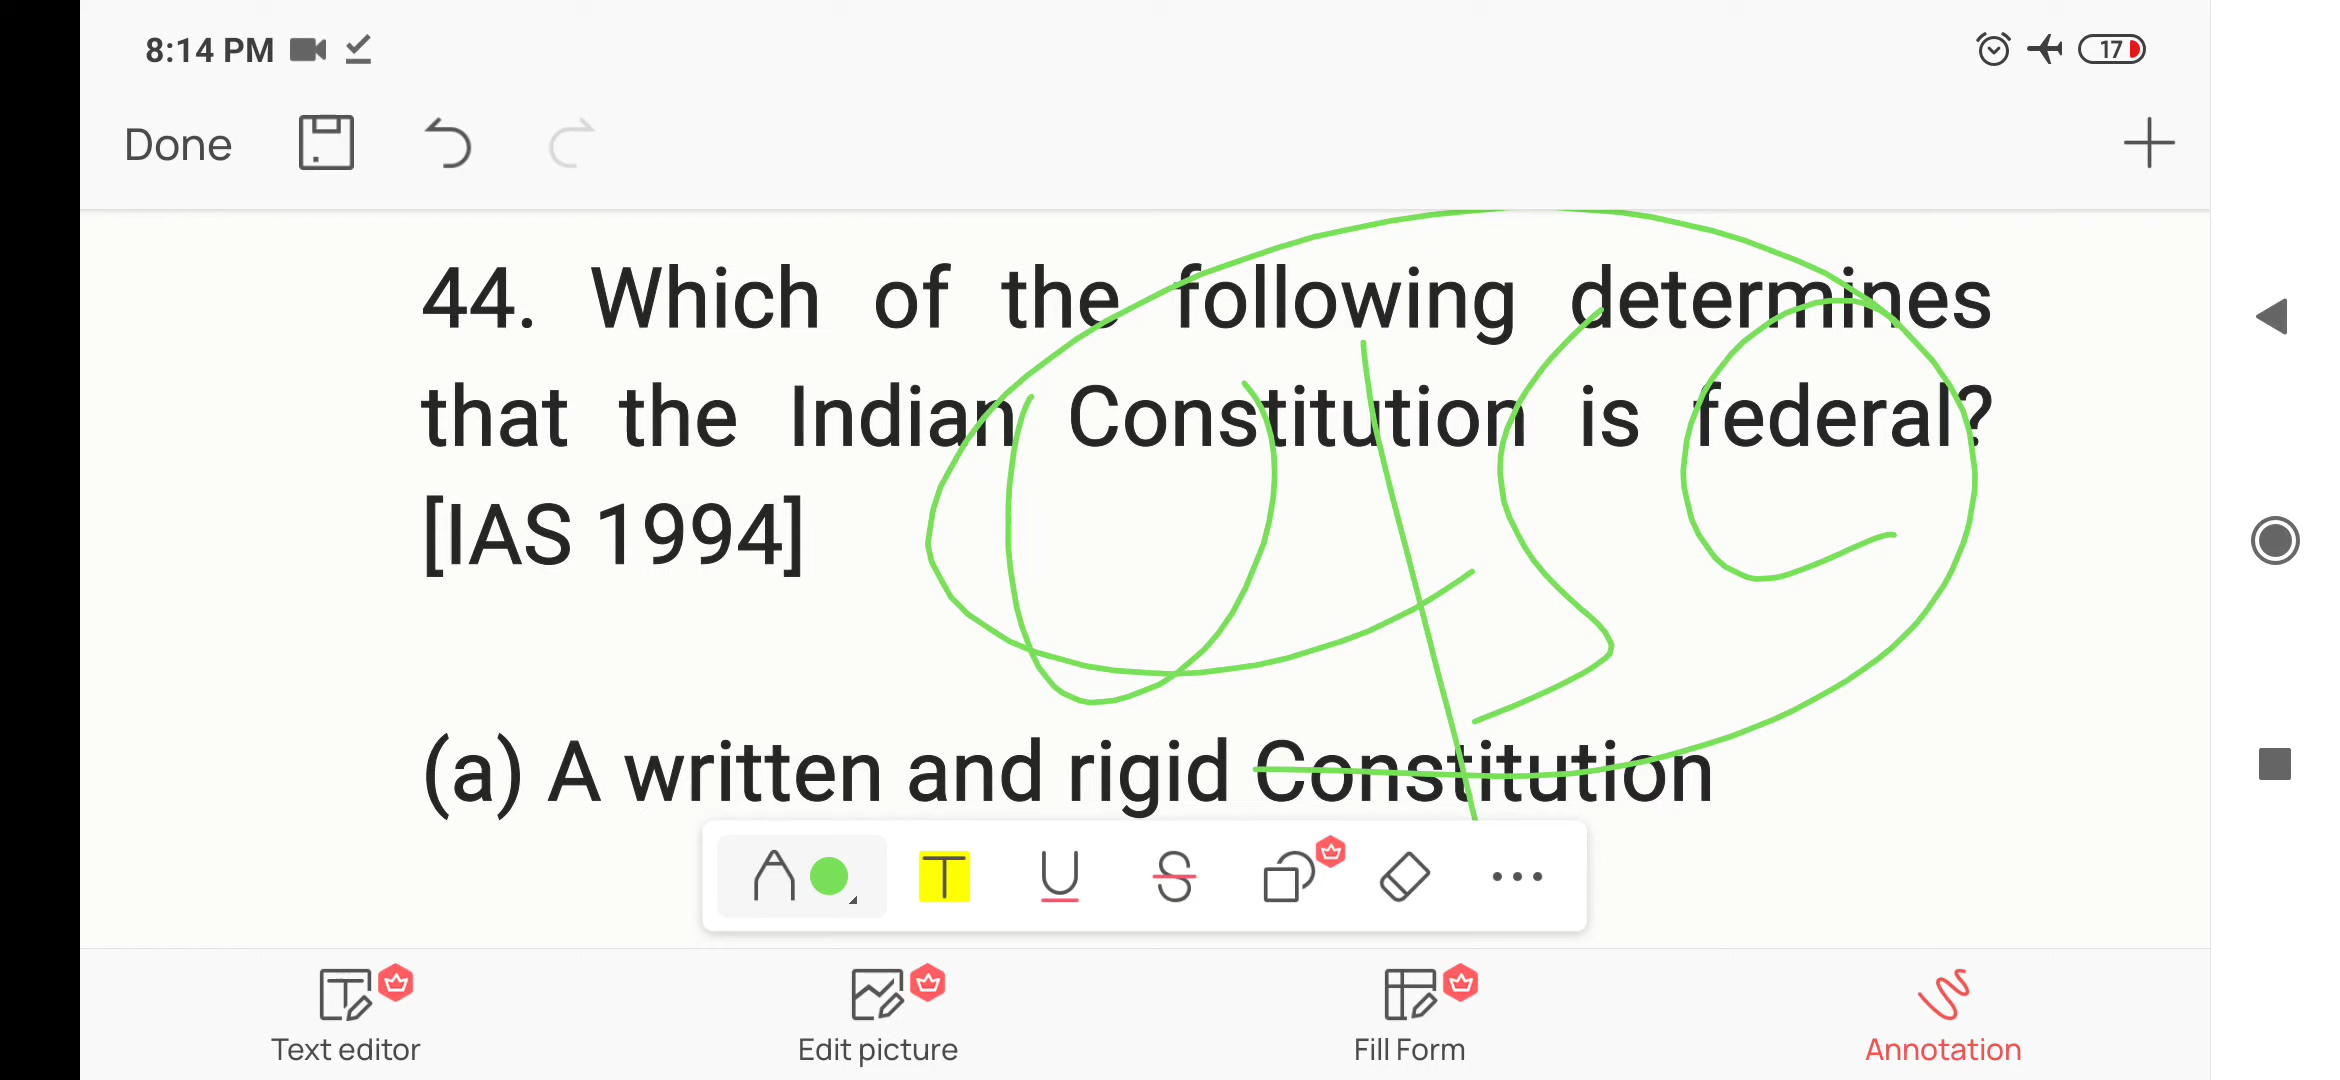 8:14 PM
17
Done
44. Which of the following determines
that the Indian Constitution is federal?
[IAS 1994]
(a) A written and rigid Constitution
T U S
Text editor
Edit picture
Fill Form
Annotation